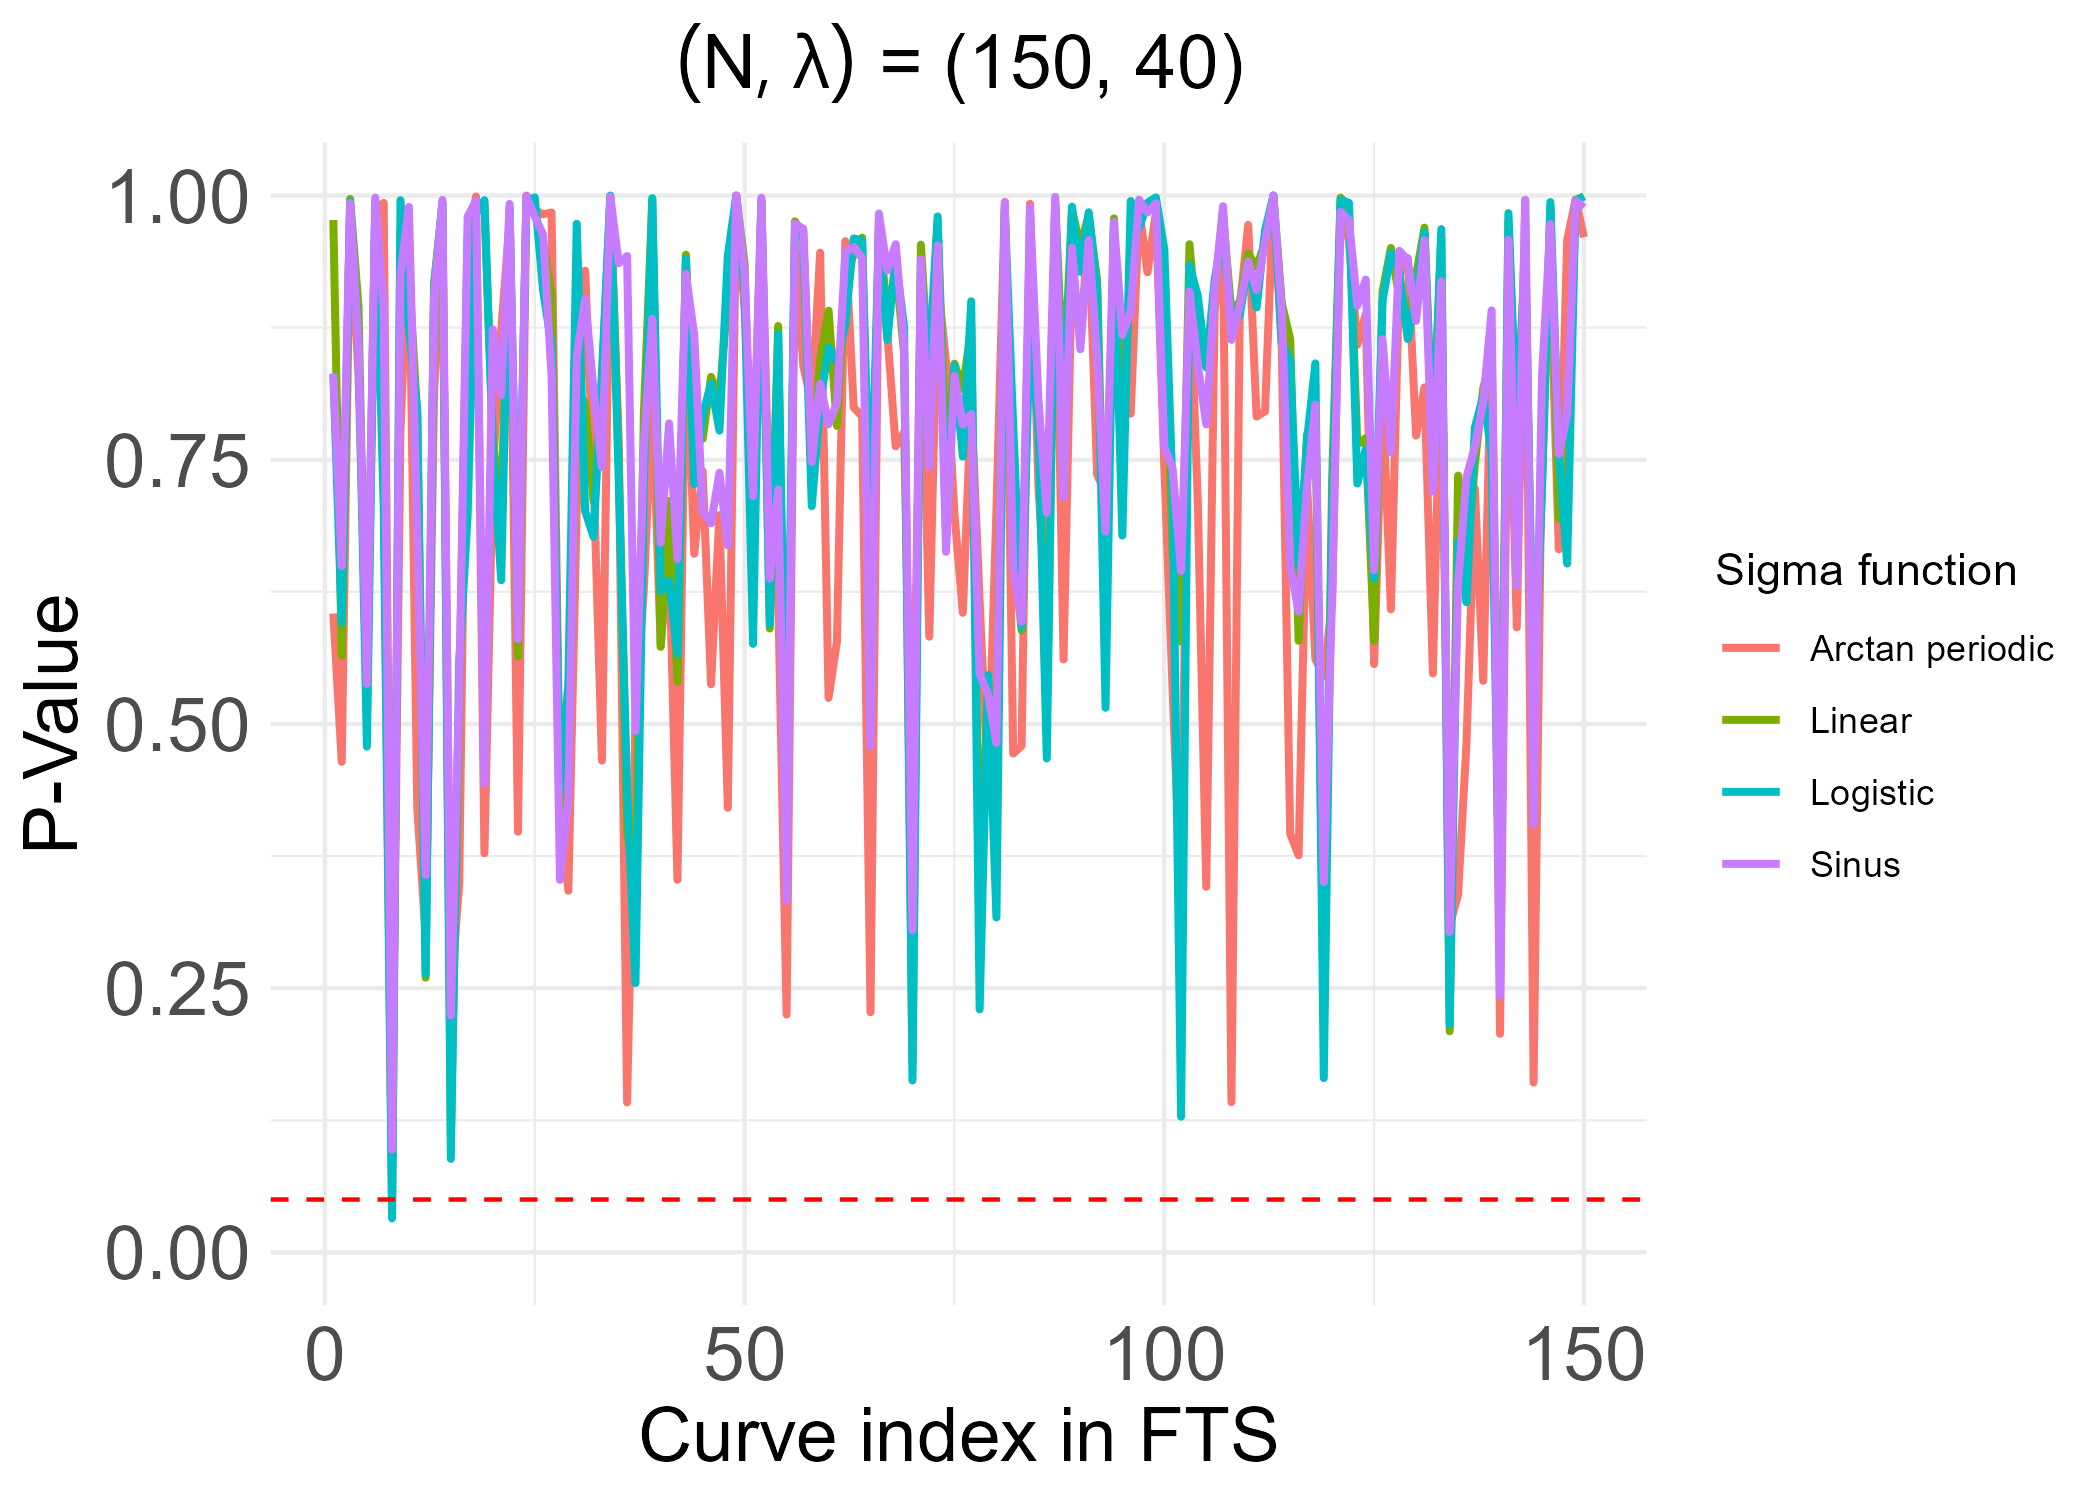 (N, λ) = (150, 40)
1.00
0.75
0.50
0.25
0.00
P-Value
0 50 100 150
Curve index in FTS
Sigma function
Arctan periodic
Linear
Logistic
Sinus